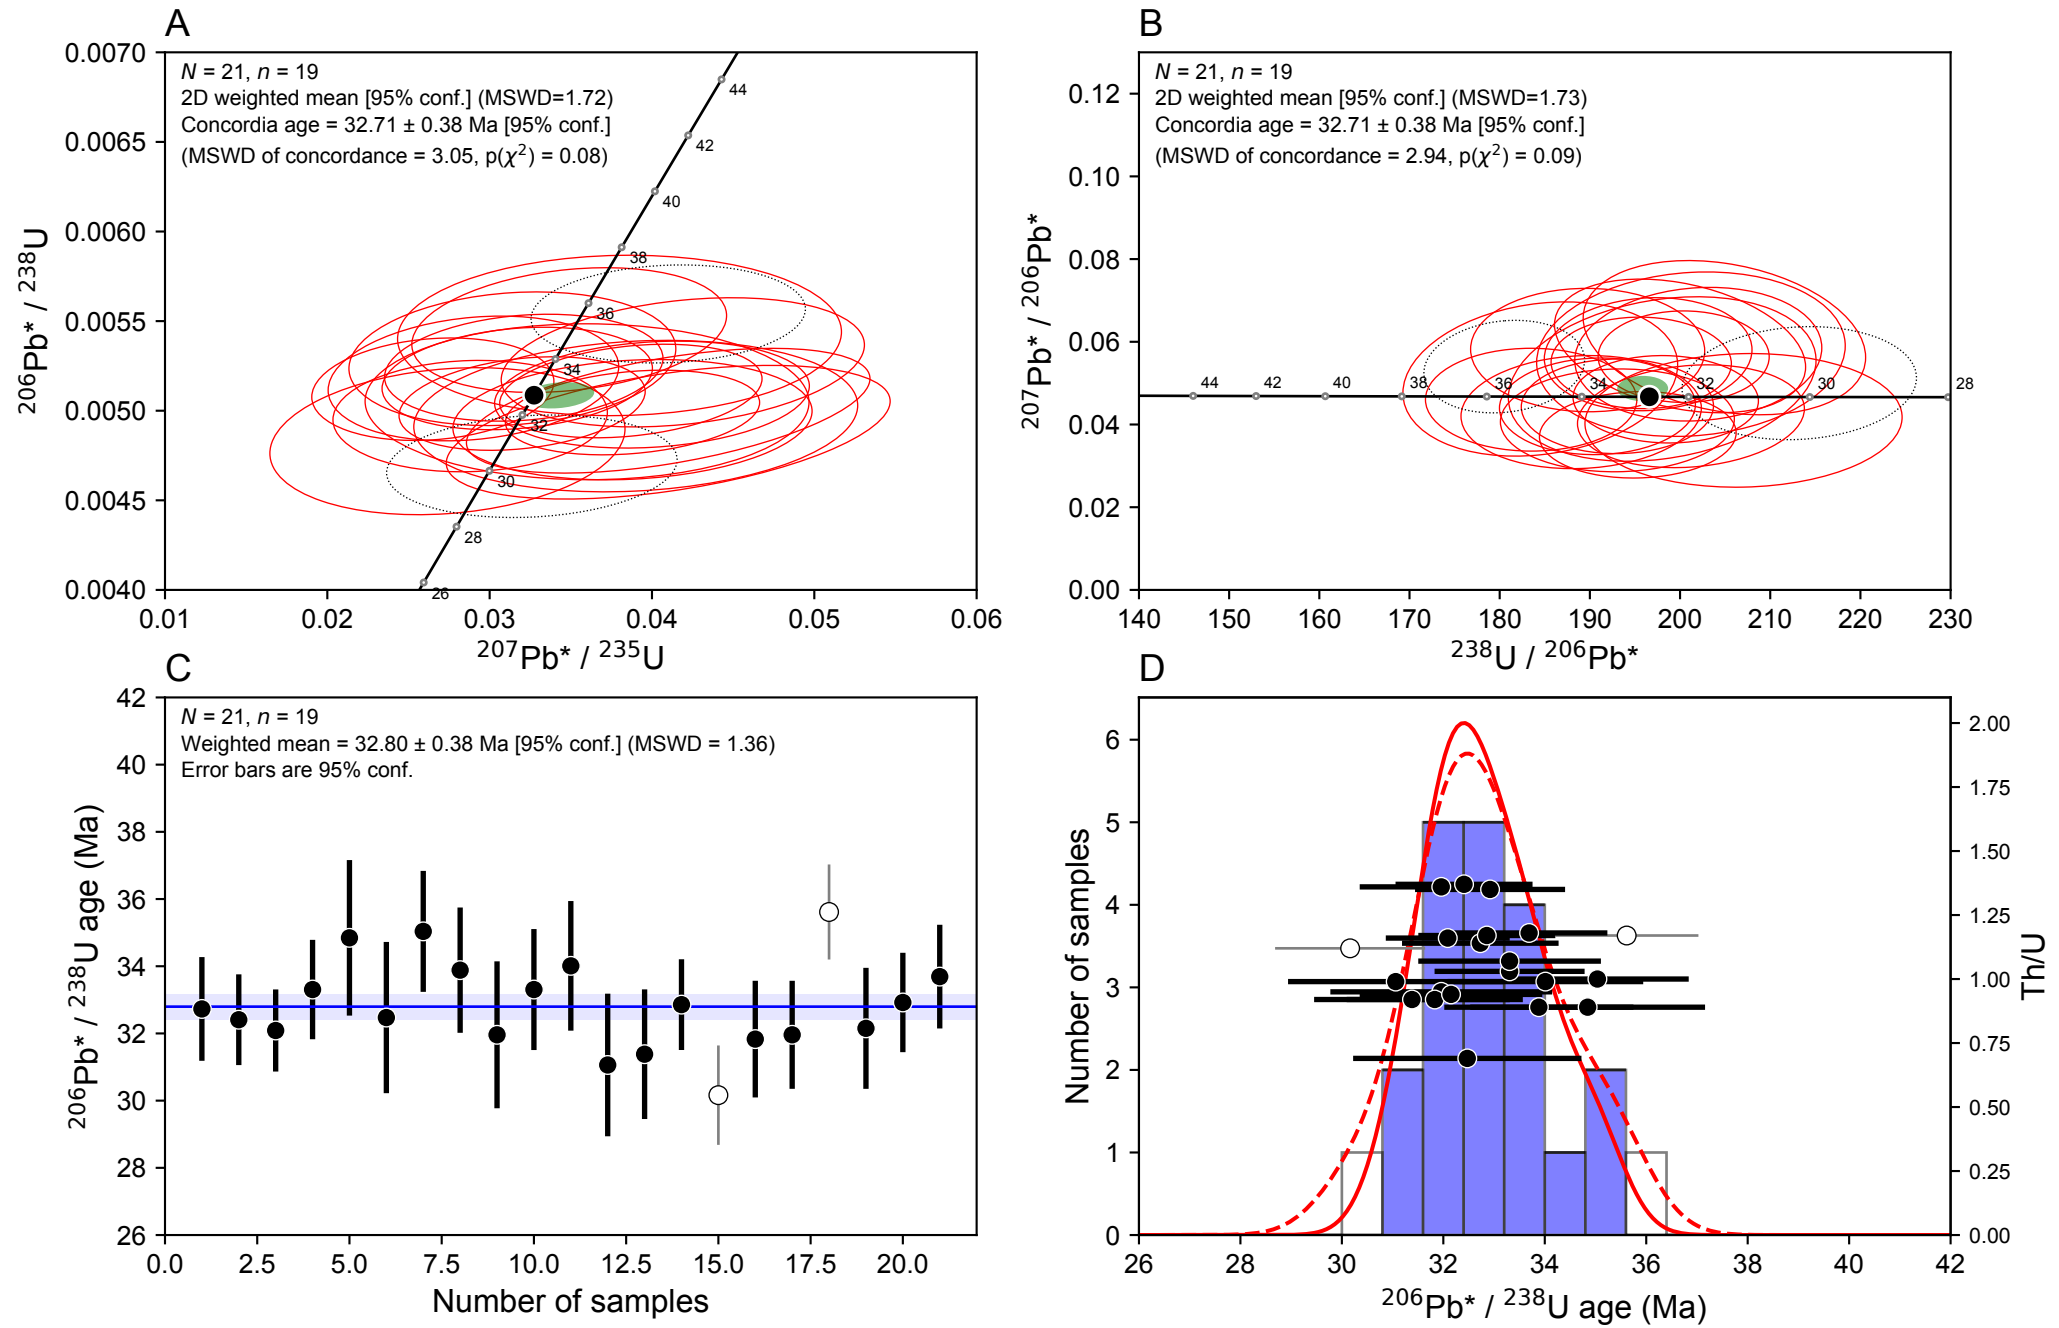 A
N = 21, n = 19
2D weighted mean [95% conf.] (MSWD=1.72)
Concordia age = 32.71 ± 0.38 Ma [95% conf.]
(MSWD of concordance = 3.05, p(χ²) = 0.08)
0.0070
0.0065
0.0060
0.0055
0.0050
0.0045
0.0040
²⁰⁶Pb* / ²³⁸U
44
42
40
38
36
34
32
30
28
26
0.01 0.02 0.03 0.04 0.05 0.06
²⁰⁷Pb* / ²³⁵U
B
N = 21, n = 19
2D weighted mean [95% conf.] (MSWD=1.73)
Concordia age = 32.71 ± 0.38 Ma [95% conf.]
(MSWD of concordance = 2.94, p(χ²) = 0.09)
0.12
0.10
0.08
0.06
0.04
0.02
0.00
²⁰⁷Pb* / ²⁰⁶Pb*
44 42 40 38 36 34 32 30 28
140 150 160 170 180 190 200 210 220 230
²³⁸U / ²⁰⁶Pb*
C
N = 21, n = 19
Weighted mean = 32.80 ± 0.38 Ma [95% conf.] (MSWD = 1.36)
Error bars are 95% conf.
42
40
38
36
34
32
30
28
26
²⁰⁶Pb* / ²³⁸U age (Ma)
0.0 2.5 5.0 7.5 10.0 12.5 15.0 17.5 20.0
Number of samples
D
6
5
4
3
2
1
0
Number of samples
2.00
1.75
1.50
1.25
1.00
0.75
0.50
0.25
0.00
Th/U
26 28 30 32 34 36 38 40 42
²⁰⁶Pb* / ²³⁸U age (Ma)